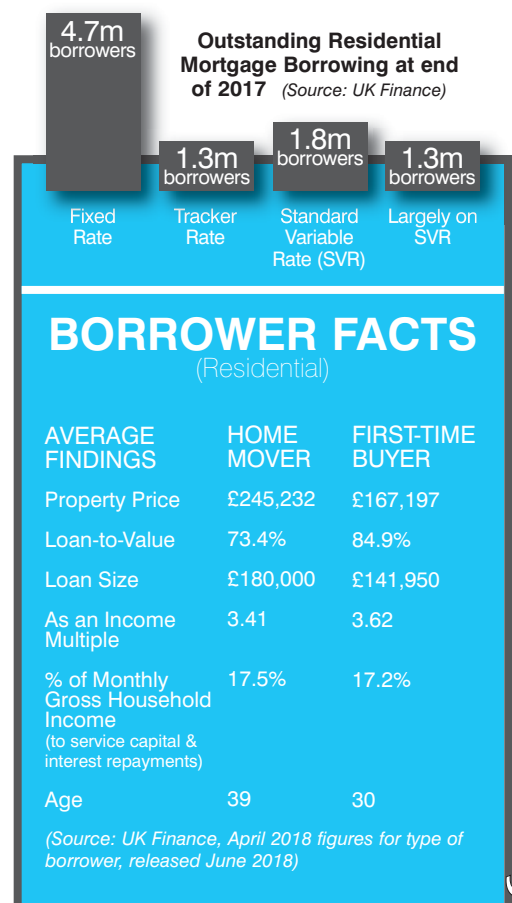 4.7m
borrowers
Outstanding Residential
Mortgage Borrowing at end
of 2017 (Source: UK Finance)
1.3m
borrowers
1.8m
borrowers
1.3m
borrowers
Fixed
Rate
Tracker
Rate
Standard
Variable
Rate (SVR)
Largely on
SVR
BORROWER FACTS
(Residential)
AVERAGE
FINDINGS
HOME
MOVER
FIRST-TIME
BUYER
Property Price £245,232 £167,197
Loan-to-Value 73.4% 84.9%
Loan Size £180,000 £141,950
As an Income 3.41 3.62
Multiple
% of Monthly 17.5% 17.2%
Gross Household
Income
(to service capital &
interest repayments)
Age 39 30
(Source: UK Finance, April 2018 figures for type of
borrower, released June 2018)